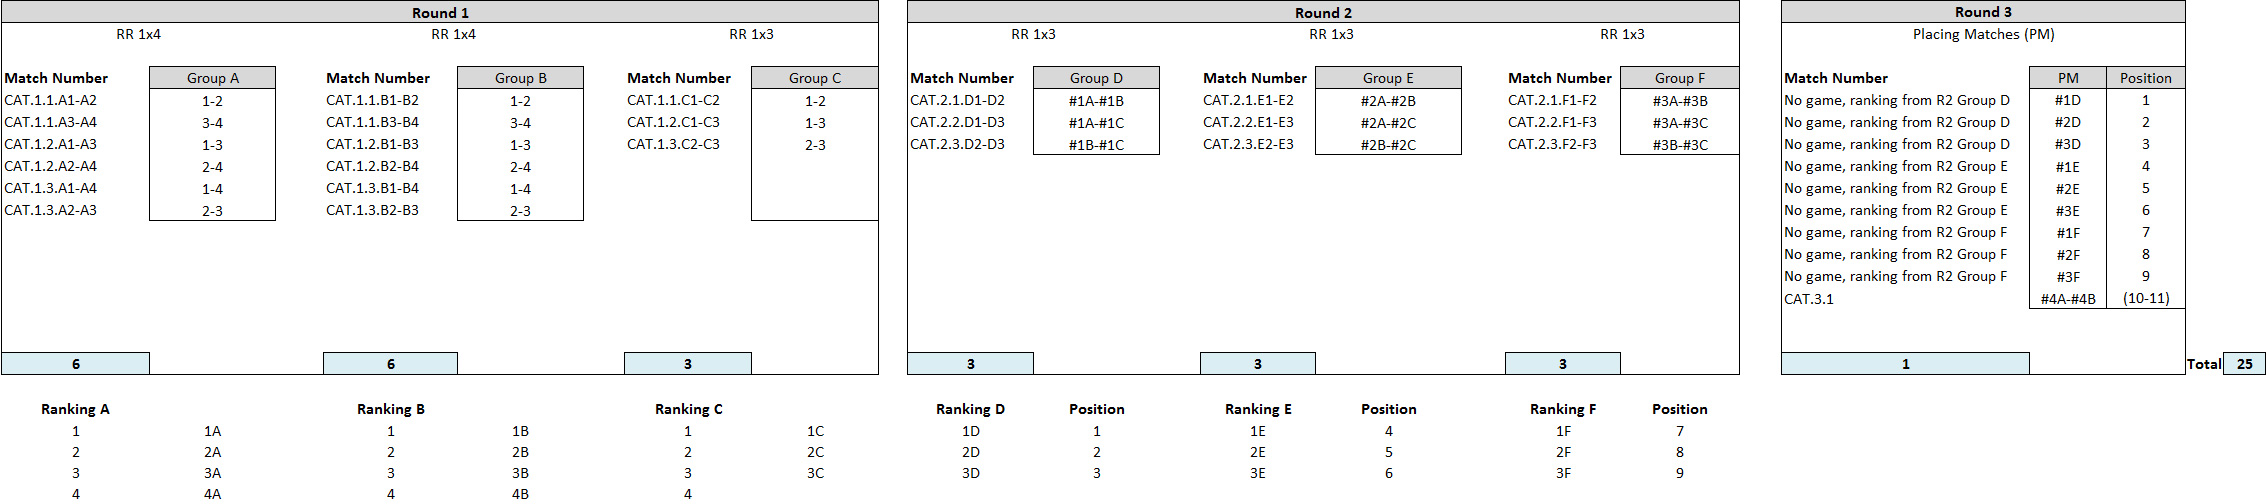 Round 1 Round 2 Round 3
RR 1x4 RR 1x4 RR 1x3 RR 1x3 RR 1x3 RR 1x3 Placing Matches (PM)
Match Number Group A Match Number Group B Match Number Group C Match Number Group D Match Number Group E Match Number Group F Match Number PM Position
CAT.1.1.A1-A2 1-2 CAT.1.1.B1-B2 1-2 CAT.1.1.C1-C2 1-2 CAT.2.1.D1-D2 #1A-#1B CAT.2.1.E1-E2 #2A-#2B CAT.2.1.F1-F2 #3A-#3B No game, ranking from R2 Group D #1D 1
CAT.1.1.A3-A4 3-4 CAT.1.1.B3-B4 3-4 CAT.1.2.C1-C3 1-3 CAT.2.2.D1-D3 #1A-#1C CAT.2.2.E1-E3 #2A-#2C CAT.2.2.F1-F3 #3A-#3C No game, ranking from R2 Group D #2D 2
CAT.1.2.A1-A3 1-3 CAT.1.2.B1-B3 1-3 CAT.1.3.C2-C3 2-3 CAT.2.3.D2-D3 #1B-#1C CAT.2.3.E2-E3 #2B-#2C CAT.2.3.F2-F3 #3B-#3C No game, ranking from R2 Group D #3D 3
CAT.1.2.A2-A4 2-4 CAT.1.2.B2-B4 2-4 No game, ranking from R2 Group E #1E 4
CAT.1.3.A1-A4 1-4 CAT.1.3.B1-B4 1-4 No game, ranking from R2 Group E #2E 5
CAT.1.3.A2-A3 2-3 CAT.1.3.B2-B3 2-3 No game, ranking from R2 Group E #3E 6
No game, ranking from R2 Group F #1F 7
No game, ranking from R2 Group F #2F 8
No game, ranking from R2 Group F #3F 9
CAT.3.1 #4A-#4B (10-11)
6 6 3 3 3 3 1 Total 25
Ranking A Ranking B Ranking C Ranking D Position Ranking E Position Ranking F Position
1 1A 1 1B 1 1C 1D 1 1E 4 1F 7
2 2A 2 2B 2 2C 2D 2 2E 5 2F 8
3 3A 3 3B 3 3C 3D 3 3E 6 3F 9
4 4A 4 4B 4